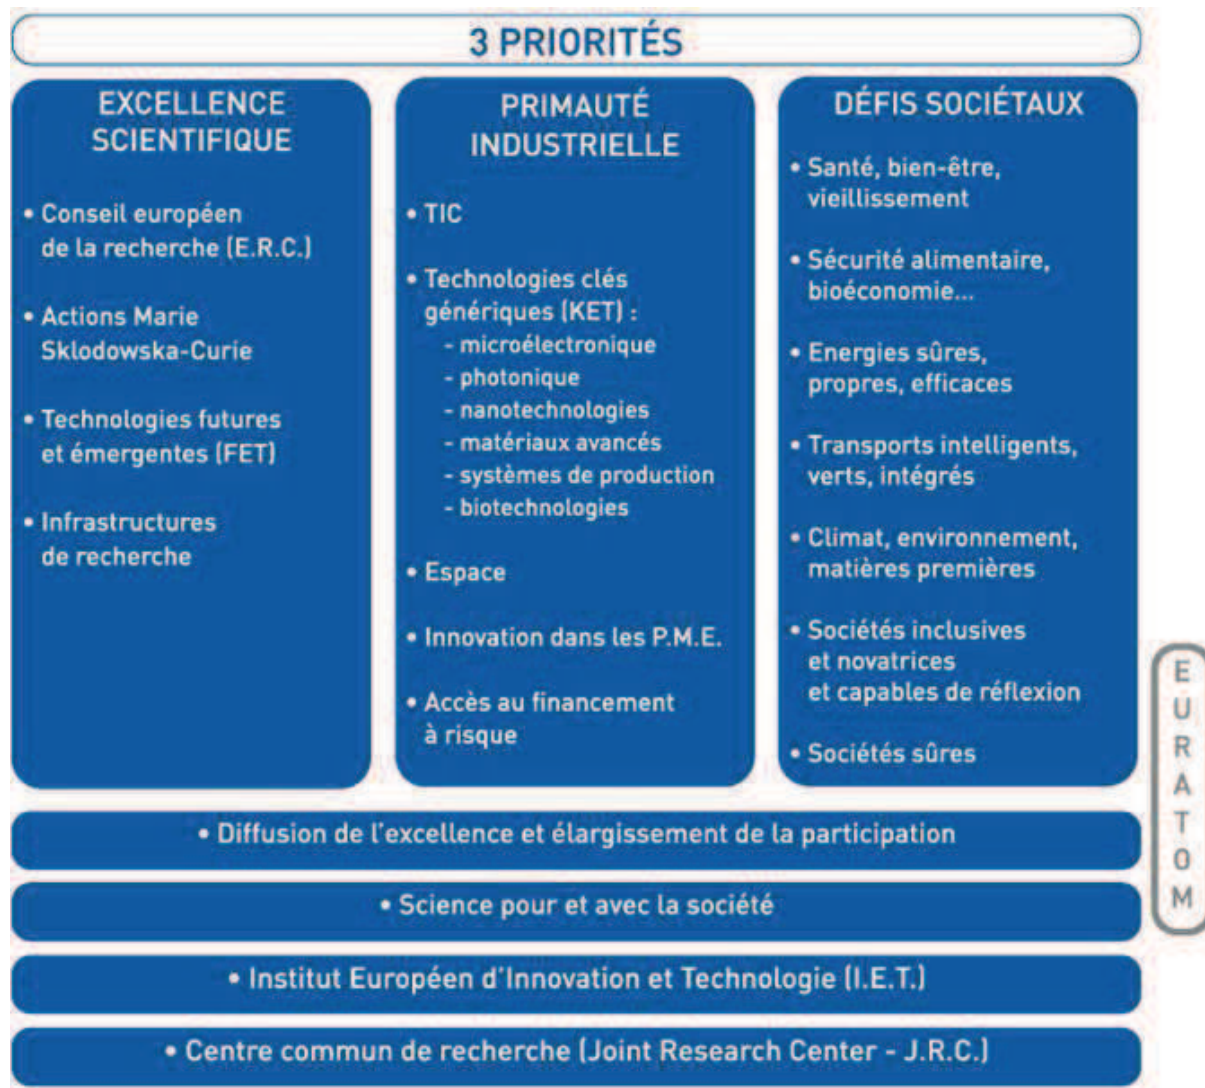 3 PRIORITÉS
EXCELLENCE
SCIENTIFIQUE
• Conseil européen
de la recherche (E.R.C.)
• Actions Marie
Sklodowska-Curie
• Technologies futures
et émergentes (FET)
• Infrastructures
de recherche
PRIMAUTÉ
INDUSTRIELLE
• TIC
• Technologies clés
génériques (KET) :
- microélectronique
- photonique
- nanotechnologies
- matériaux avancés
- systèmes de production
- biotechnologies
• Espace
• Innovation dans les P.M.E.
• Accès au financement
à risque
DÉFIS SOCIÉTAUX
• Santé, bien-être,
vieillissement
• Sécurité alimentaire,
bioéconomie...
• Energies sûres,
propres, efficaces
• Transports intelligents,
verts, intégrés
• Climat, environnement,
matières premières
• Sociétés inclusives
et novatrices
et capables de réflexion
• Sociétés sûres
• Diffusion de l'excellence et élargissement de la participation
• Science pour et avec la société
• Institut Européen d'Innovation et Technologie (I.E.T.)
• Centre commun de recherche (Joint Research Center - J.R.C.)
EURATOM